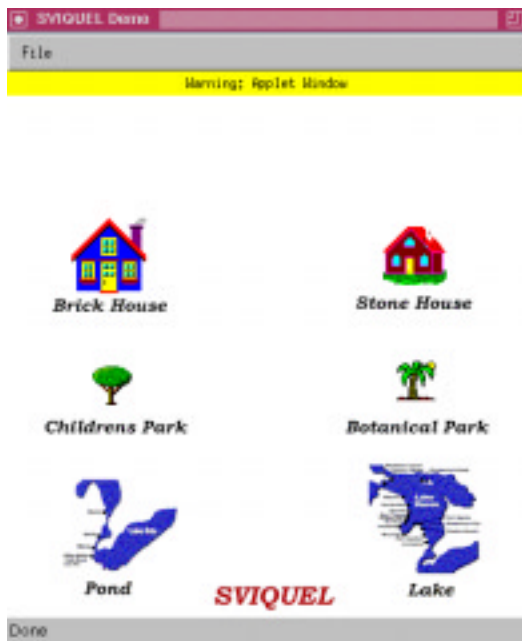 SVIQUEL Demo
File
Warning: Applet Window
Brick House
Stone House
Childrens Park
Botanical Park
Pond
SVIQUEL
Lake
Done